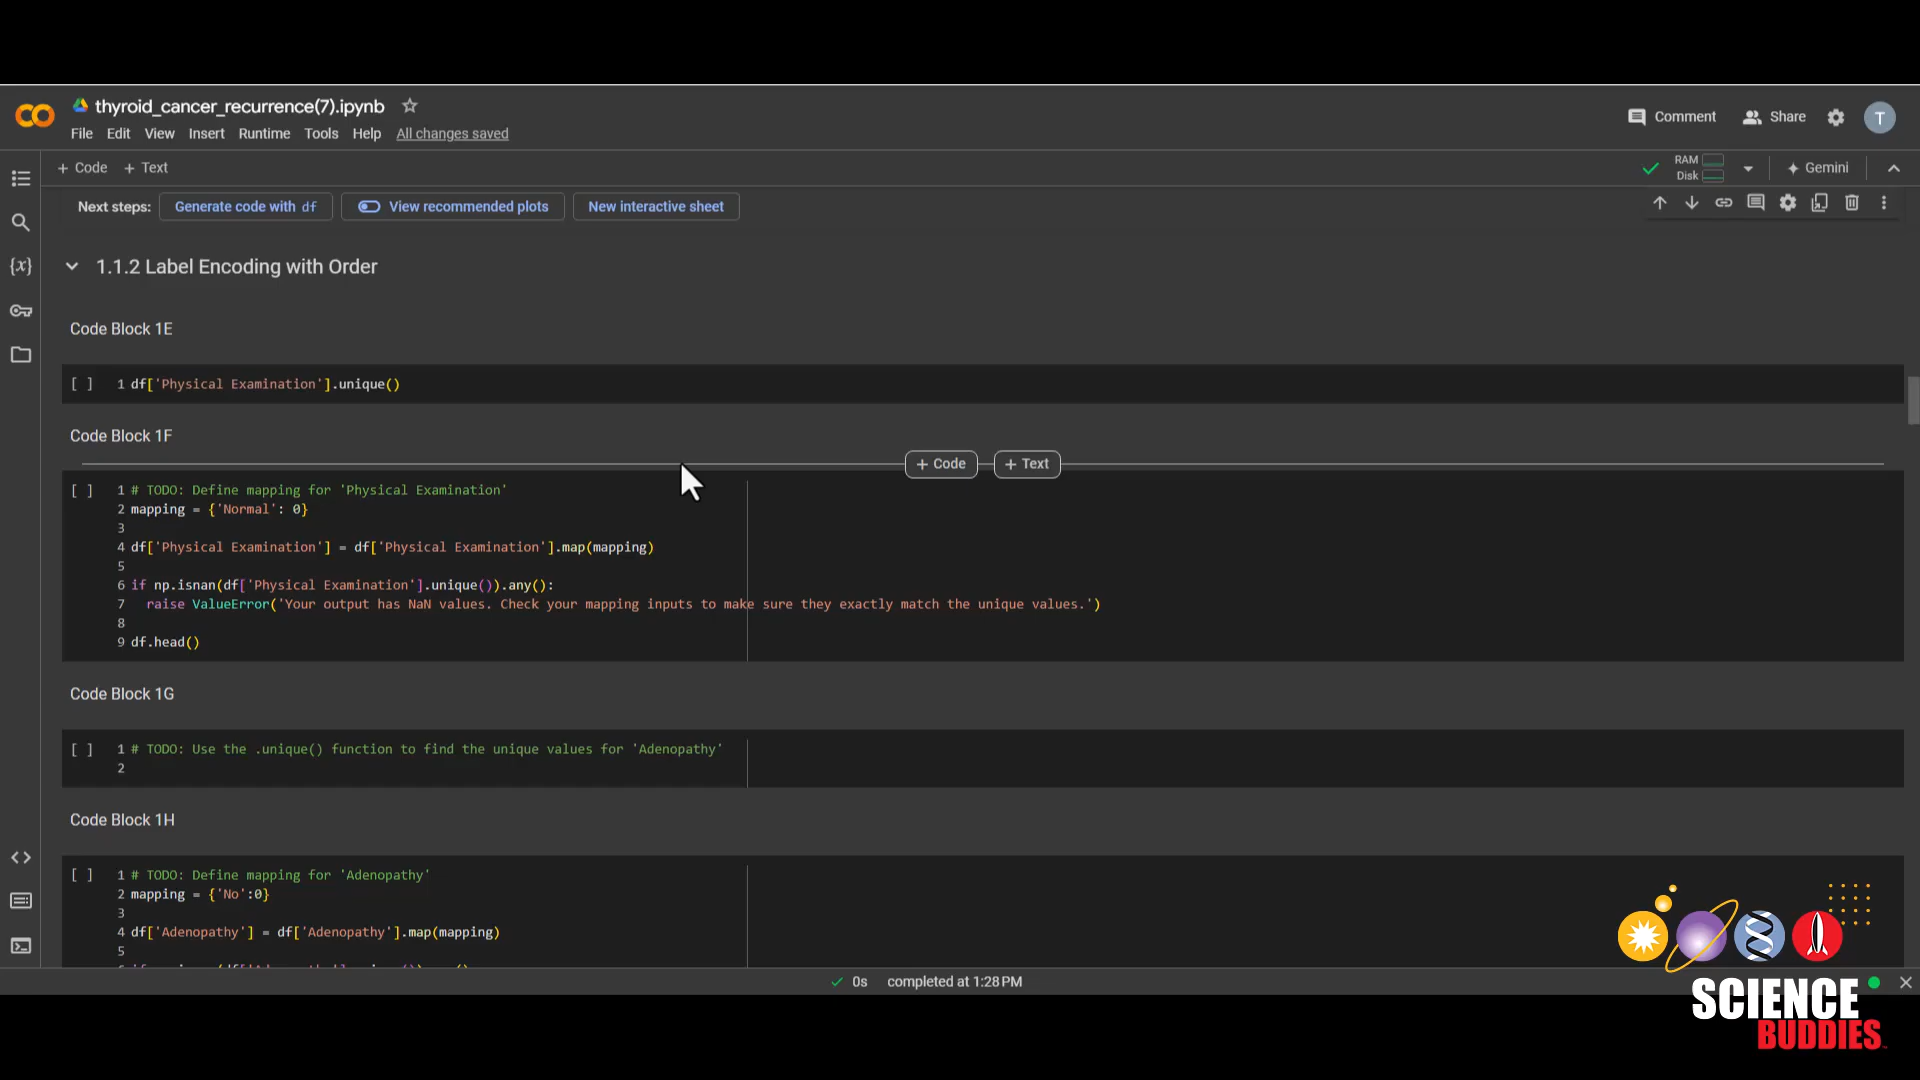 thyroid_cancer_recurrence(7).ipynb
File Edit View Insert Runtime Tools Help All changes saved
Comment Share T
+ Code + Text
RAM
Disk
Gemini
Next steps: Generate code with df View recommended plots New interactive sheet
1.1.2 Label Encoding with Order
Code Block 1E
[ ] 1 df['Physical Examination'].unique()
Code Block 1F
+ Code + Text
[ ] 1 # TODO: Define mapping for 'Physical Examination'
2 mapping = {'Normal': 0}
3
4 df['Physical Examination'] = df['Physical Examination'].map(mapping)
5
6 if np.isnan(df['Physical Examination'].unique()).any():
7 raise ValueError('Your output has NaN values. Check your mapping inputs to make sure they exactly match the unique values.')
8
9 df.head()
Code Block 1G
[ ] 1 # TODO: Use the .unique() function to find the unique values for 'Adenopathy'
2
Code Block 1H
[ ] 1 # TODO: Define mapping for 'Adenopathy'
2 mapping = {'No':0}
3
4 df['Adenopathy'] = df['Adenopathy'].map(mapping)
5
0s completed at 1:28 PM
SCIENCE
BUDDIES